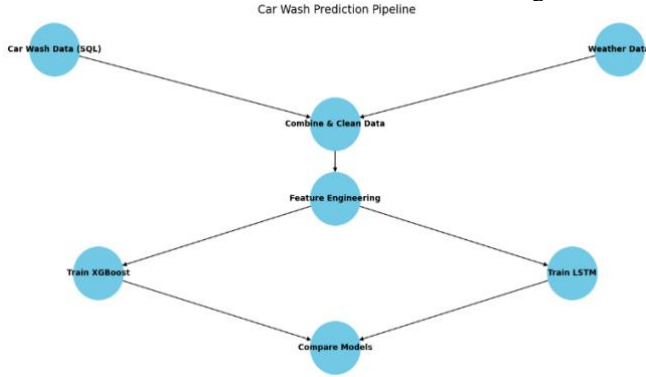 Car Wash Prediction Pipeline
Car Wash Data (SQL)
Weather Data
Combine & Clean Data
Feature Engineering
Train XGBoost
Train LSTM
Compare Models